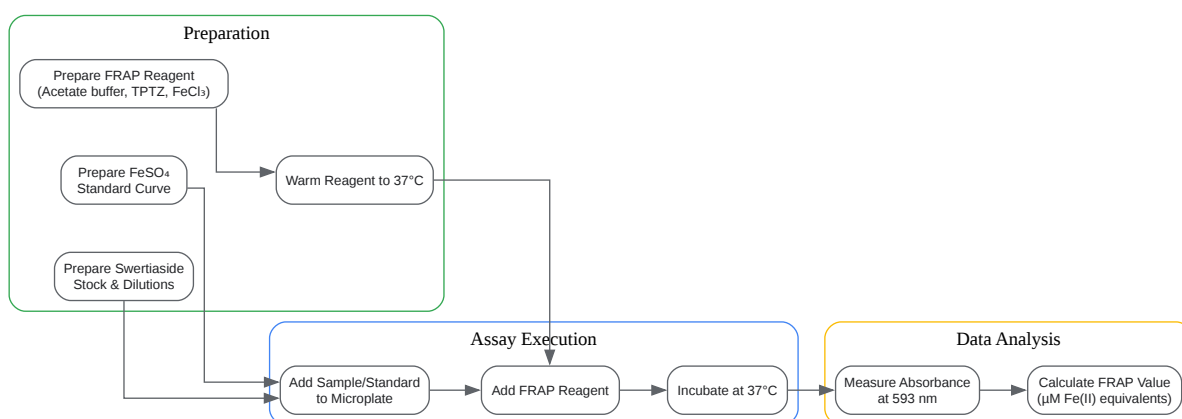 Preparation
Prepare FRAP Reagent
(Acetate buffer, TPTZ, FeCl₃)
Prepare FeSO₄
Standard Curve
Warm Reagent to 37°C
Prepare Swertiaside
Stock & Dilutions
Assay Execution
Add Sample/Standard
to Microplate
Add FRAP Reagent
Incubate at 37°C
Data Analysis
Measure Absorbance
at 593 nm
Calculate FRAP Value
(µM Fe(II) equivalents)